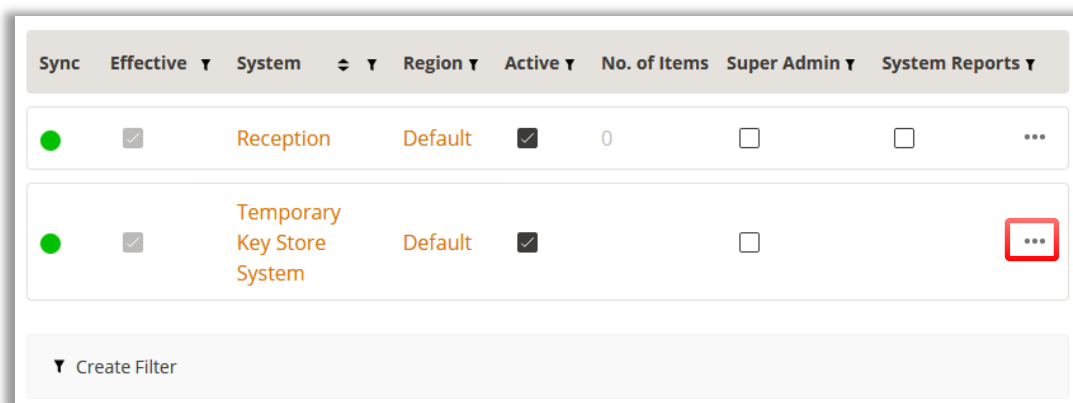 Sync Effective System Region Active No. of Items Super Admin System Reports
Reception Default 0
Temporary
Key Store Default
System
Create Filter